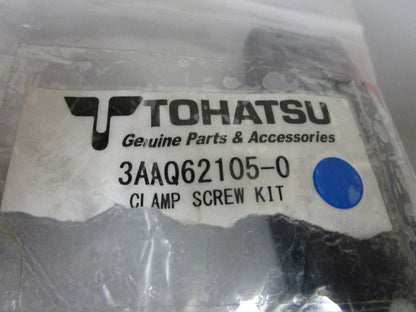 TOHATSU
Genuine Parts & Accessories
3AAQ62105-0
CLAMP SCREW KIT